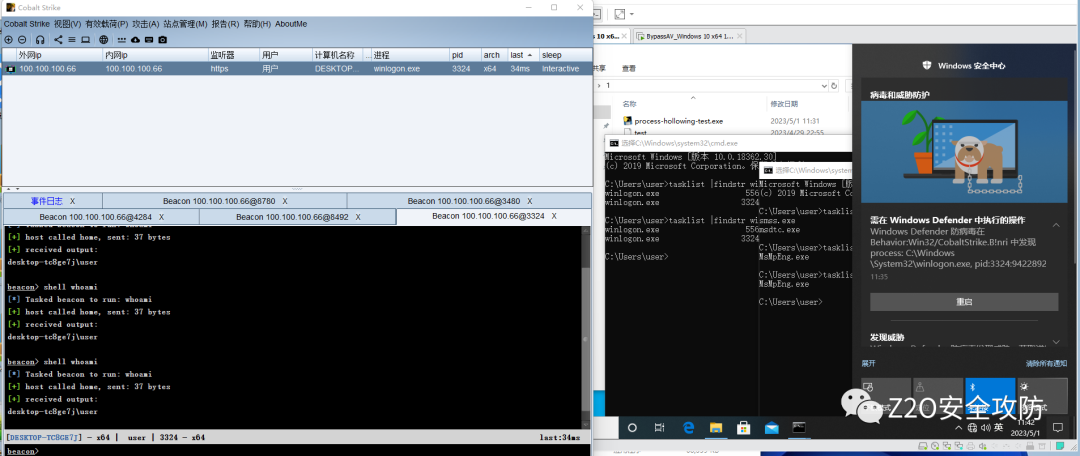 Cobalt Strike
Cobalt Strike 视图(V) 有效载荷(P) 攻击(A) 站点管理(M) 报告(R) 帮助(H) AboutMe
外网ip 内网ip 监听器 用户 计算机名称 ... 进程 pid arch last sleep
100.100.100.66 100.100.100.66 https 用户 DESKTOP... winlogon.exe 3324 x64 34ms interactive
事件日志 X Beacon 100.100.100.66@8780 X Beacon 100.100.100.66@3480 X
Beacon 100.100.100.66@4284 X Beacon 100.100.100.66@8492 X Beacon 100.100.100.66@3324 X
[*] Tasked beacon to run: whoami
[+] host called home, sent: 37 bytes
[+] received output:
desktop-tc8ge7j\user
beacon> shell whoami
[*] Tasked beacon to run: whoami
[+] host called home, sent: 37 bytes
[+] received output:
desktop-tc8ge7j\user
beacon> shell whoami
[*] Tasked beacon to run: whoami
[+] host called home, sent: 37 bytes
[+] received output:
desktop-tc8ge7j\user
[DESKTOP-TC8GE7J] - x64 | user | 3324 - x64 last:34ms
beacon>
10 x6... X BypassAV_Windows 10 x64 1... X
共享 查看
> 1
名称 修改日期
process-hollowing-test.exe 2023/5/1 11:31
test 2023/4/29 22:55
选择C:\Windows\system32\cmd.exe
Microsoft Windows [版本 10.0.18362.30]
(c) 2019 Microsoft Corporation。保
C:\Users\user>tasklist |findstr wi
winlogon.exe 556
winlogon.exe 3324
C:\Users\user>tasklist |findstr wi
winlogon.exe 556
winlogon.exe 3324
C:\Users\user>
选择C:\Windows\system
Microsoft Windows [版
(c) 2019 Microsoft Cor
C:\Users\user>tasklist
smss.exe
msdtc.exe
C:\Users\user>tasklist
MsMpEng.exe
C:\Users\user>tasklist
MsMpEng.exe
C:\Users\user>
Windows 安全中心
病毒和威胁防护
需在 Windows Defender 中执行的操作
Windows Defender 防病毒在
Behavior:Win32/CobaltStrike.B!nri 中发现
process: C:\Windows
\System32\winlogon.exe, pid:3324:9422892
11:35
重启
发现威胁
展开 清除所有通知
Z2O安全攻防
英
11:42
2023/5/1